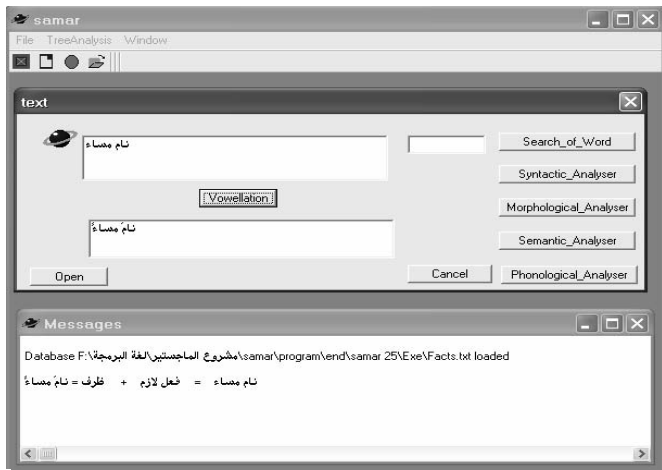 samar
File TreeAnalysis Window
text
نام مساء
Search_of_Word
Syntactic_Analyser
Vowellation
Morphological_Analyser
نامَ مساءً
Semantic_Analyser
Open
Cancel
Phonological_Analyser
Messages
Database F:\مشروع الماجستير\لغة البرمجة\samar\program\end\samar 25\Exe\Facts.txt loaded
نام مساء = فعل لازم + ظرف = نامَ مساءً